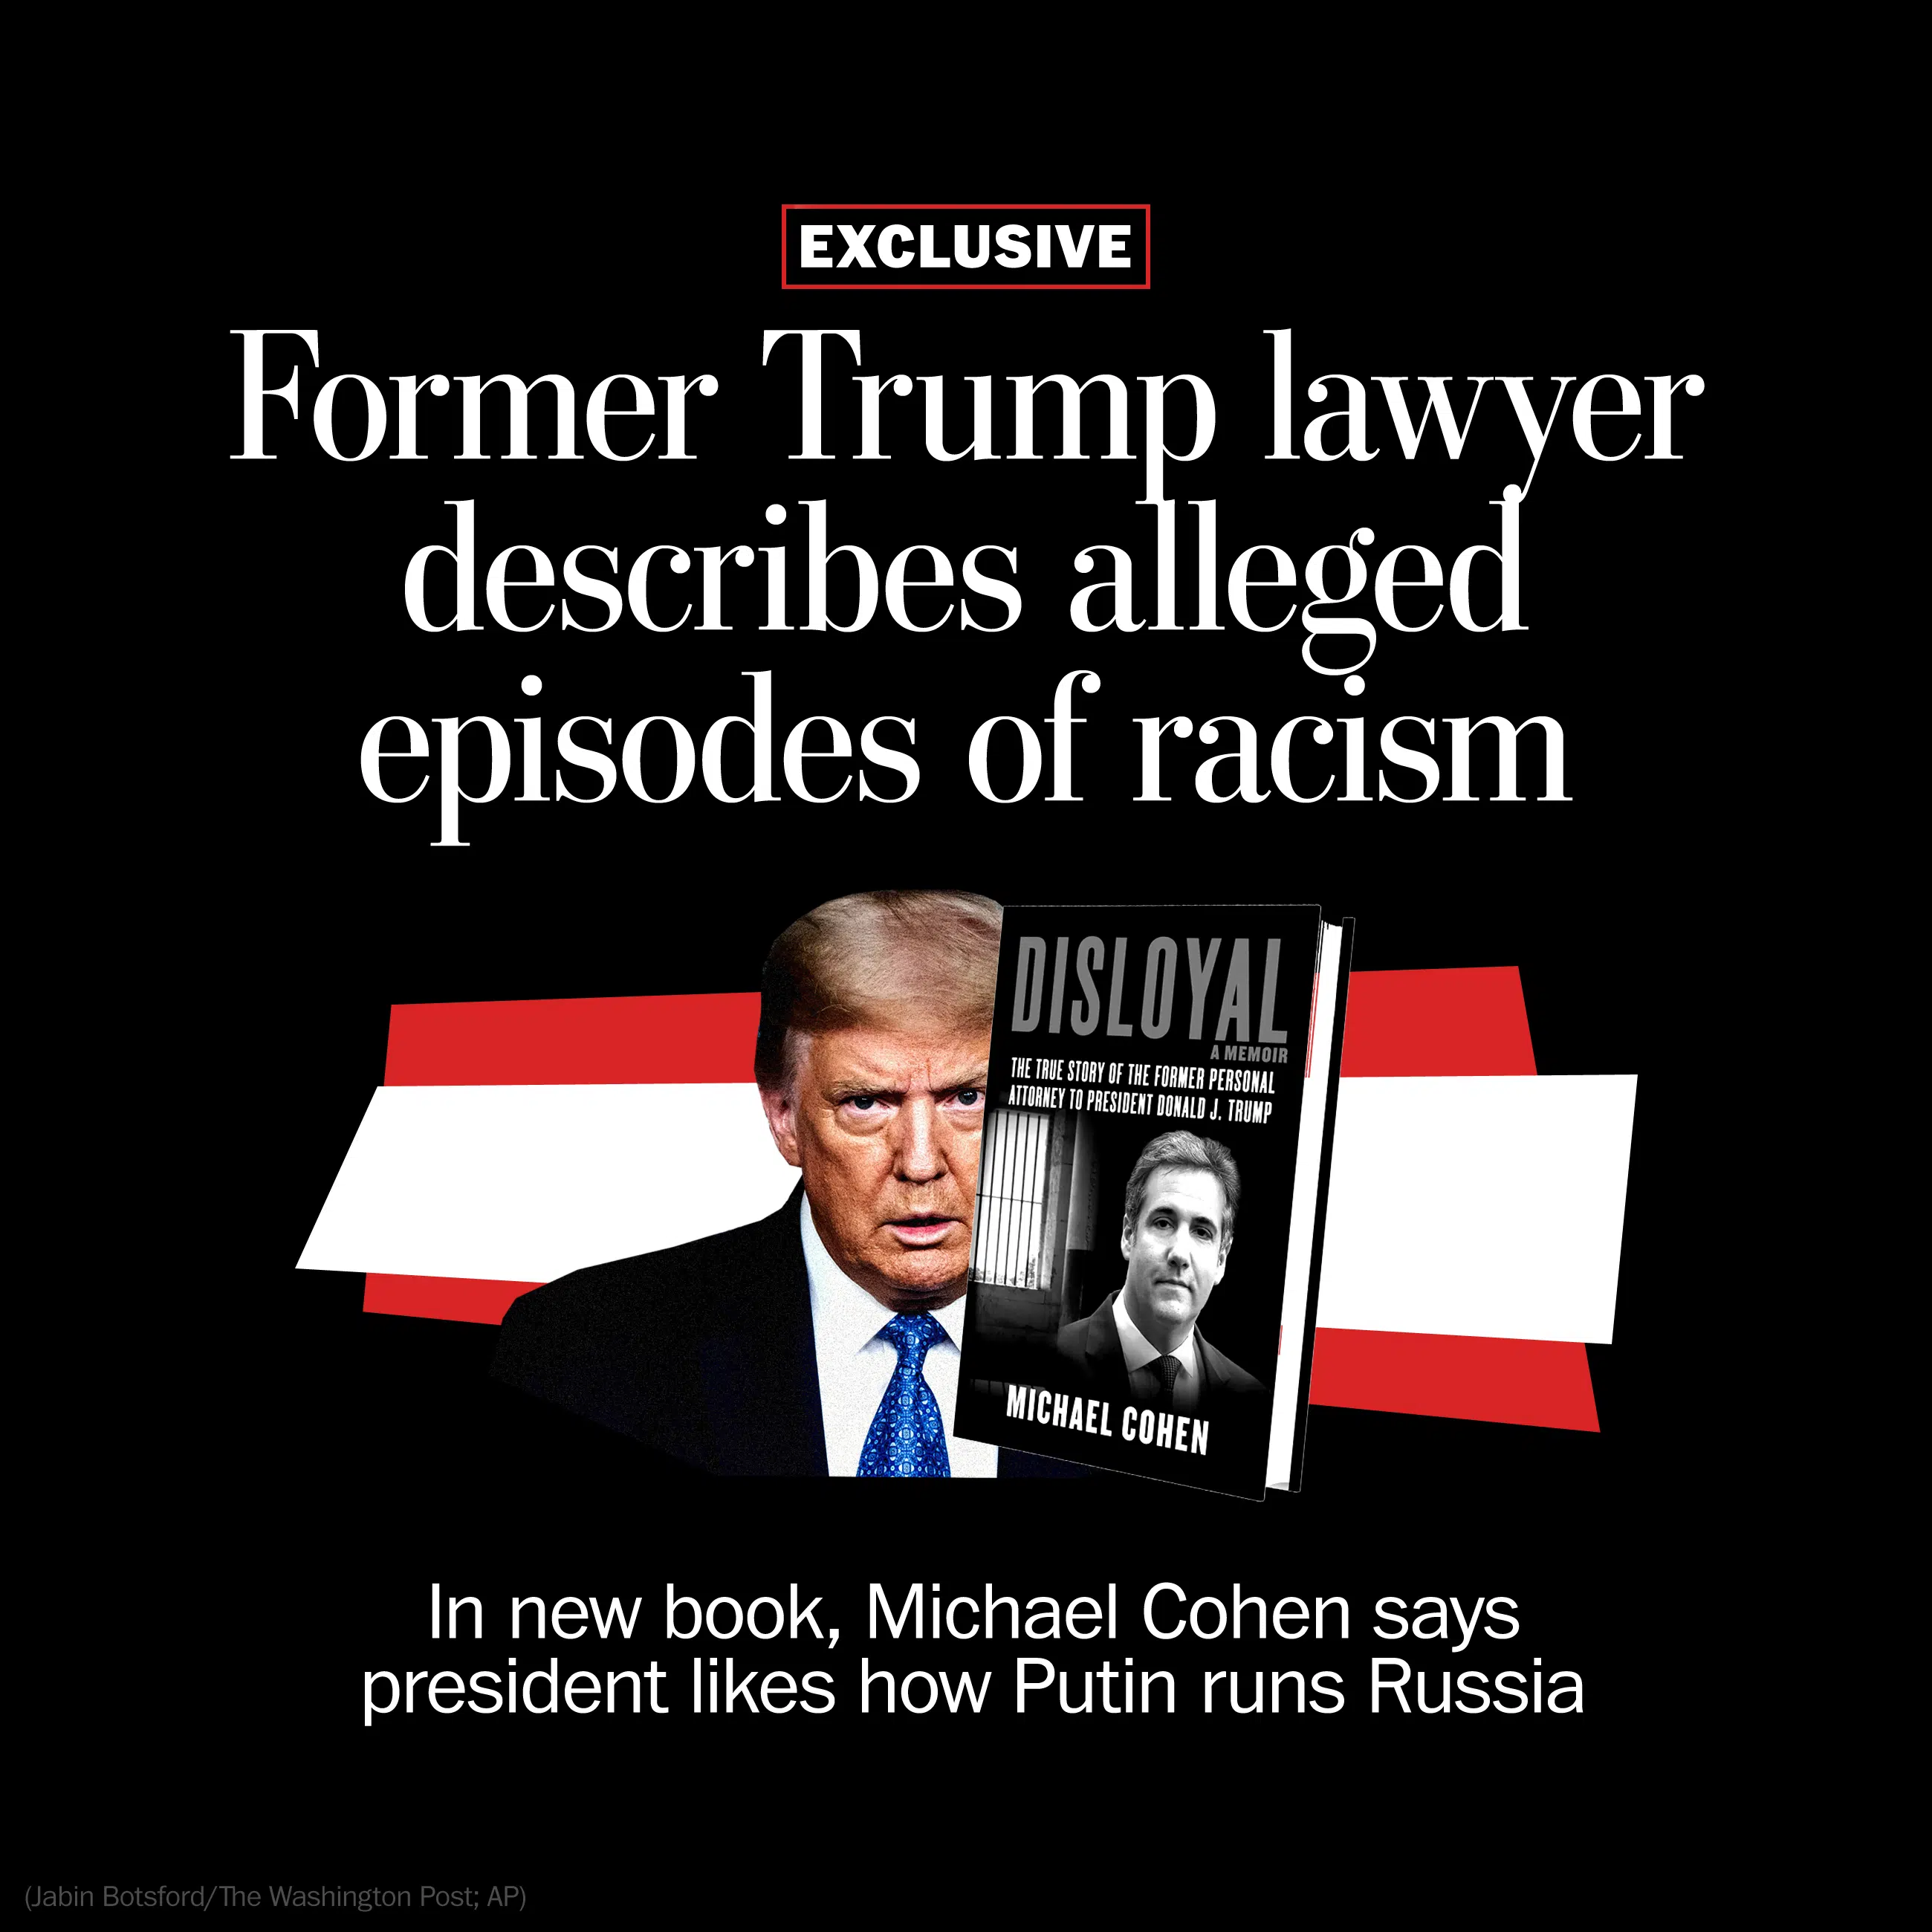 EXCLUSIVE
Former Trump lawyer
describes alleged
episodes of racism
DISLOYAL
A MEMOIR
THE TRUE STORY OF THE FORMER PERSONAL
ATTORNEY TO PRESIDENT DONALD J. TRUMP
MICHAEL COHEN
In new book, Michael Cohen says
president likes how Putin runs Russia
(Jabin Botsford/The Washington Post; AP)